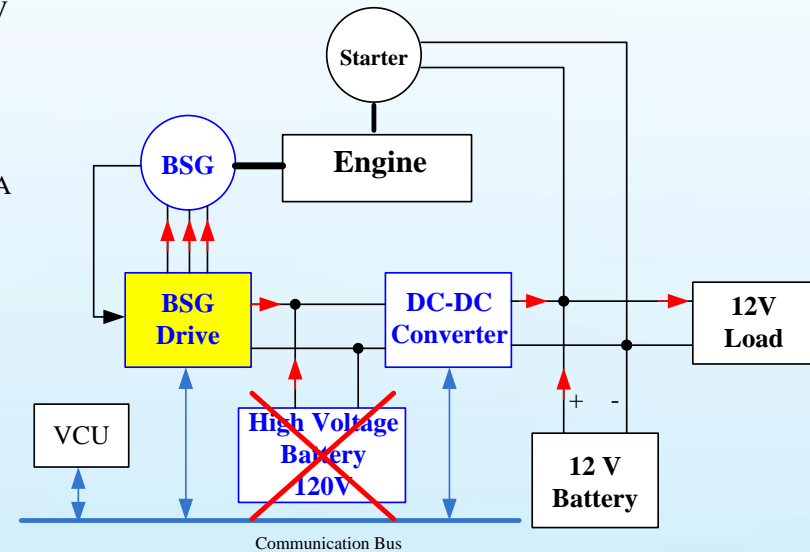 V
Starter
BSG
Engine
A
BSG
Drive
DC-DC
Converter
12V
Load
+ -
High Voltage
Battery
120V
VCU
12 V
Battery
Communication Bus